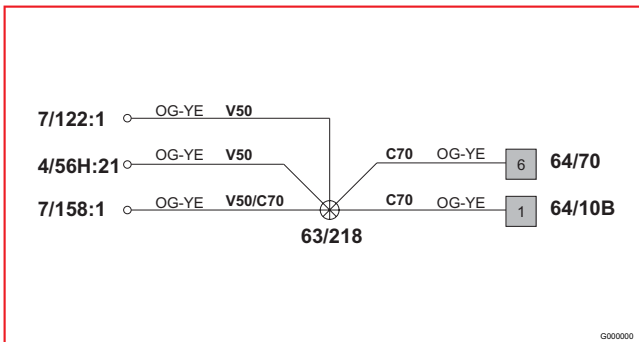 7/122:1 OG-YE V50
4/56H:21 OG-YE V50 C70 OG-YE 6 64/70
7/158:1 OG-YE V50/C70 C70 OG-YE 1 64/10B
63/218
G000000